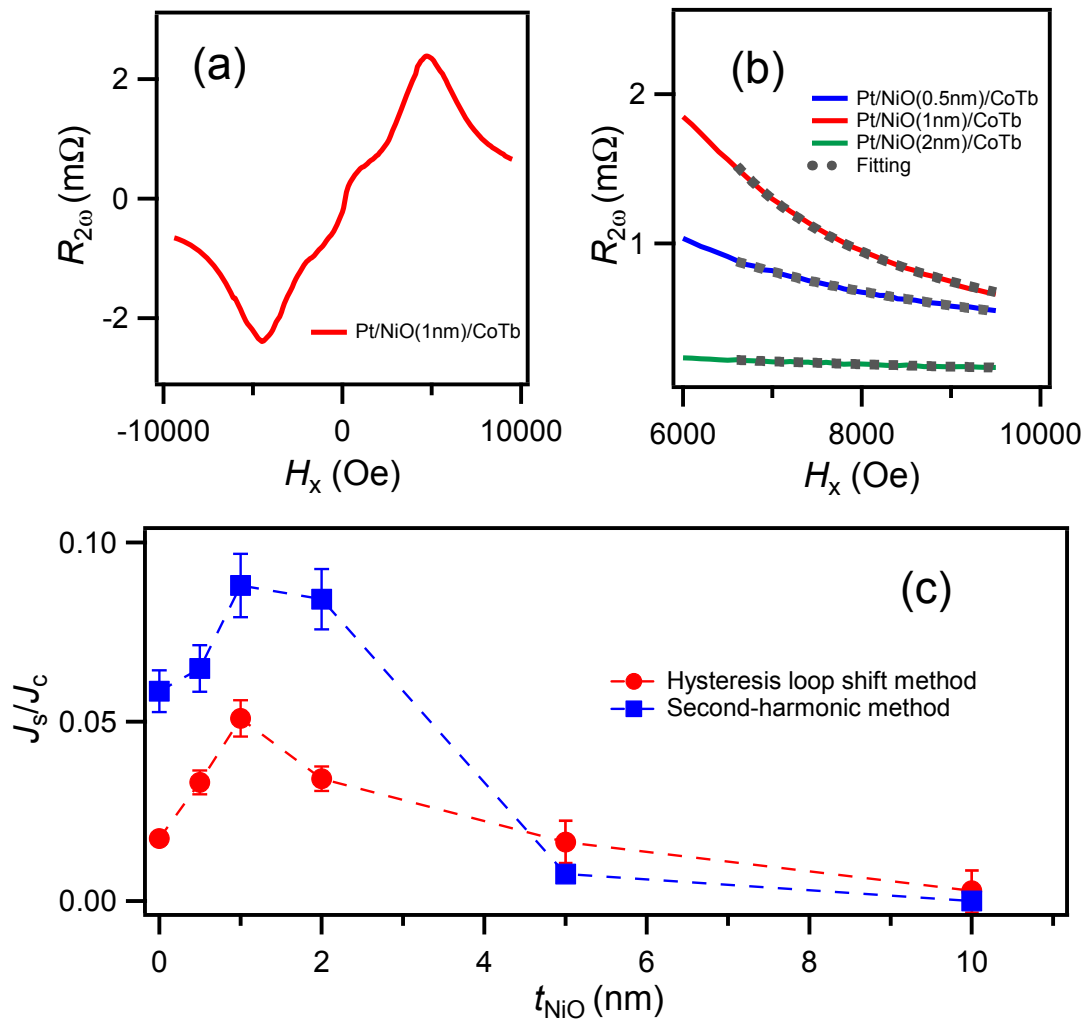 (a)
2
0
-2
R2ω (mΩ)
Pt/NiO(1nm)/CoTb
-10000 0 10000
Hx (Oe)
(b)
2
1
R2ω (mΩ)
Pt/NiO(0.5nm)/CoTb
Pt/NiO(1nm)/CoTb
Pt/NiO(2nm)/CoTb
Fitting
6000 8000 10000
Hx (Oe)
(c)
0.10
0.05
0.00
Js/Jc
Hysteresis loop shift method
Second-harmonic method
0 2 4 6 8 10
tNiO (nm)